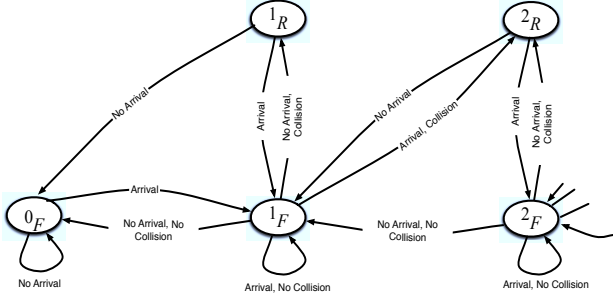 1R
2R
No Arrival
Arrival
No Arrival,
Collision
No Arrival
Arrival, Collision
Arrival
No Arrival,
Collision
0F
Arrival
1F
2F
No Arrival, No
Collision
No Arrival, No
Collision
No Arrival
Arrival, No Collision
Arrival, No Collision